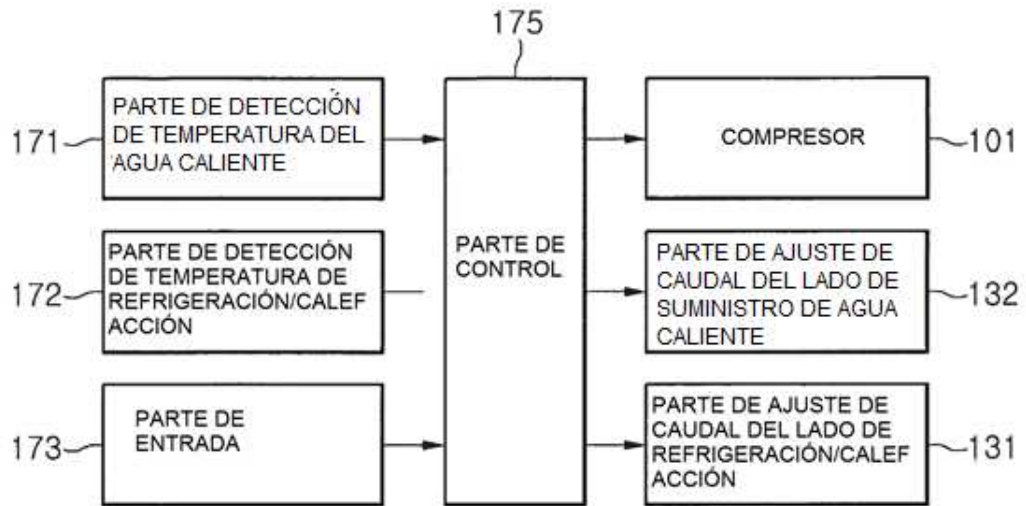 175
PARTE DE DETECCIÓN
DE TEMPERATURA DEL
AGUA CALIENTE
171
PARTE DE DETECCIÓN
DE TEMPERATURA DE
REFRIGERACIÓN/CALEF
ACCIÓN
172
PARTE DE
ENTRADA
173
PARTE DE
CONTROL
COMPRESOR
101
PARTE DE AJUSTE DE
CAUDAL DEL LADO DE
SUMINISTRO DE AGUA
CALIENTE
132
PARTE DE AJUSTE DE
CAUDAL DEL LADO DE
REFRIGERACIÓN/CALEF
ACCIÓN
131